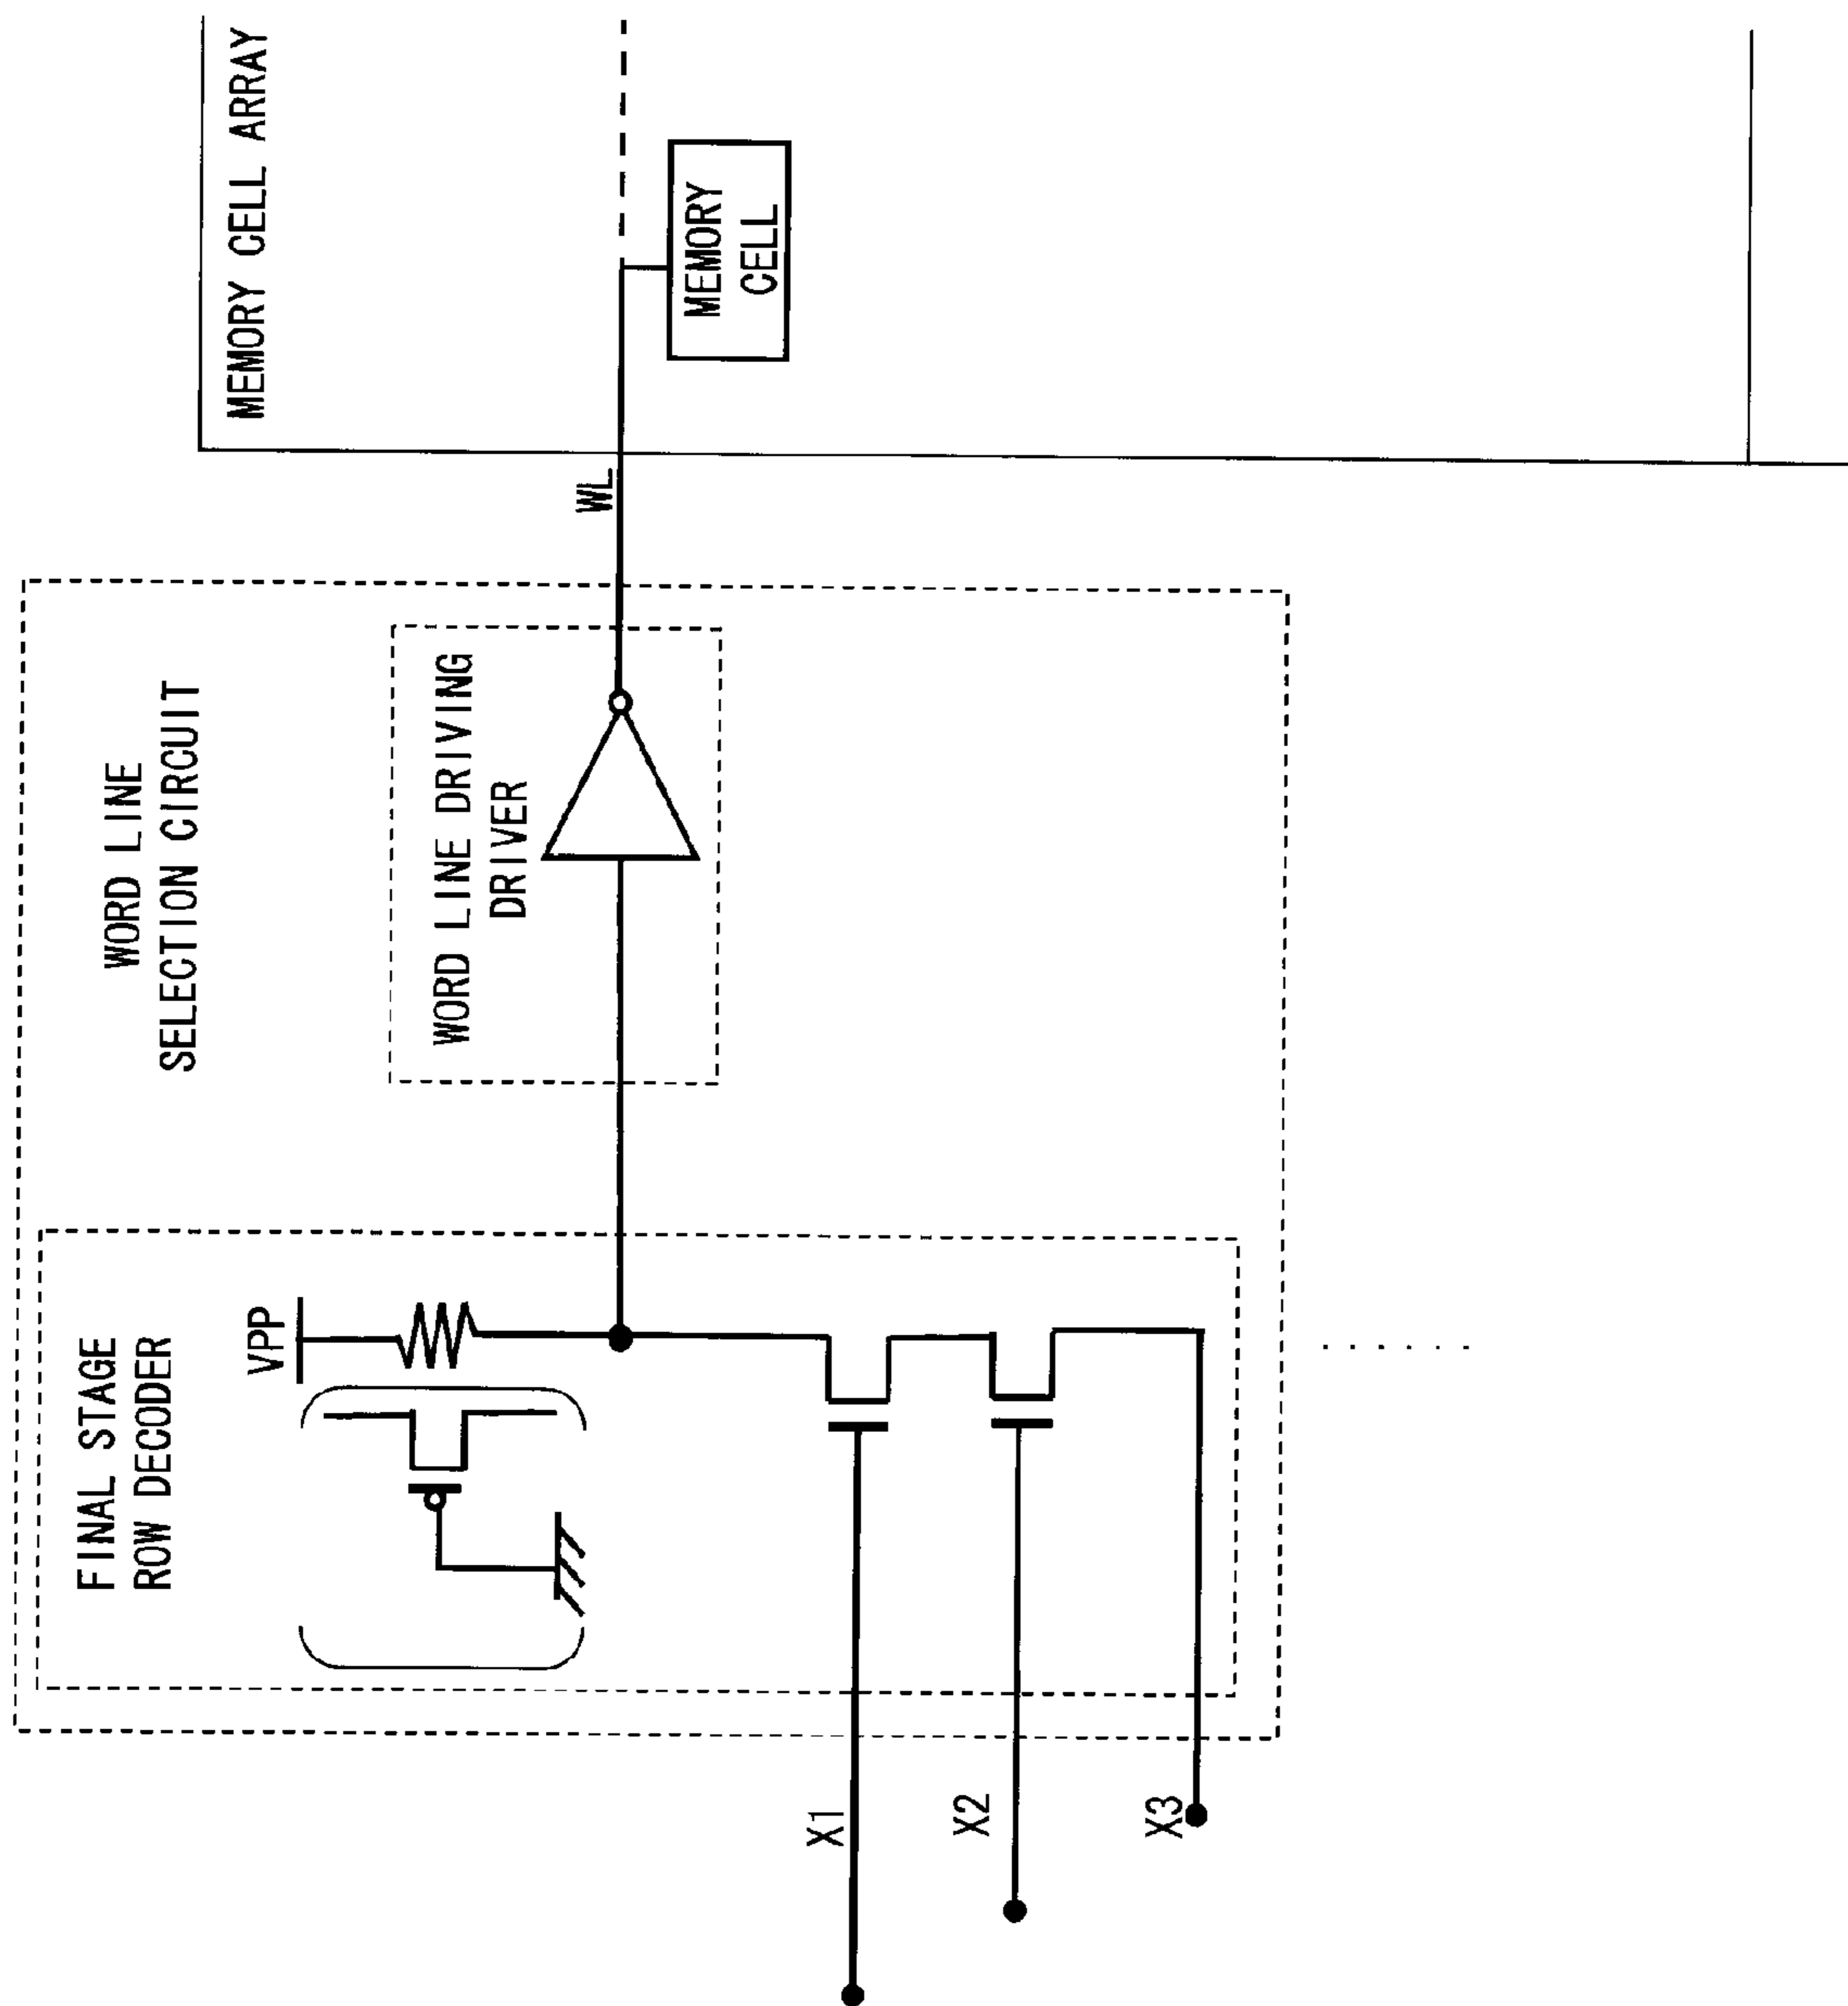 FINAL STAGE
ROW DECODER
VPP
X1
X2
X3
WORD LINE
SELECTION CIRCUIT
WORD LINE DRIVING
DRIVER
WL
MEMORY CELL ARRAY
MEMORY
CELL